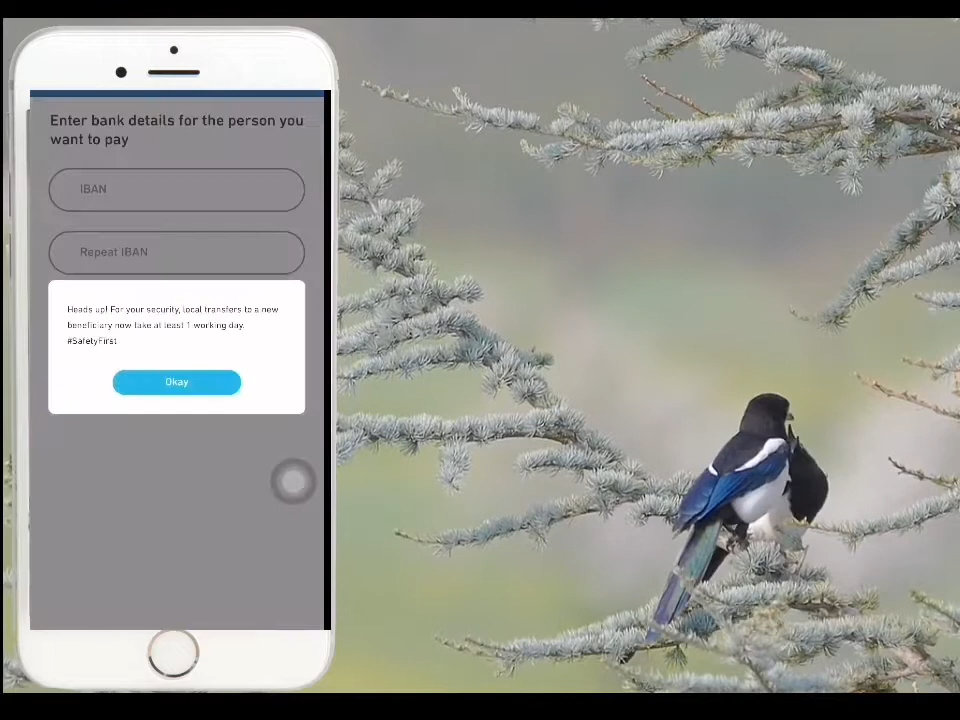 Enter bank details for the person you
want to pay
IBAN
Repeat IBAN
Heads up! For your security, local transfers to a new
beneficiary now take at least 1 working day.
#SafetyFirst
Okay